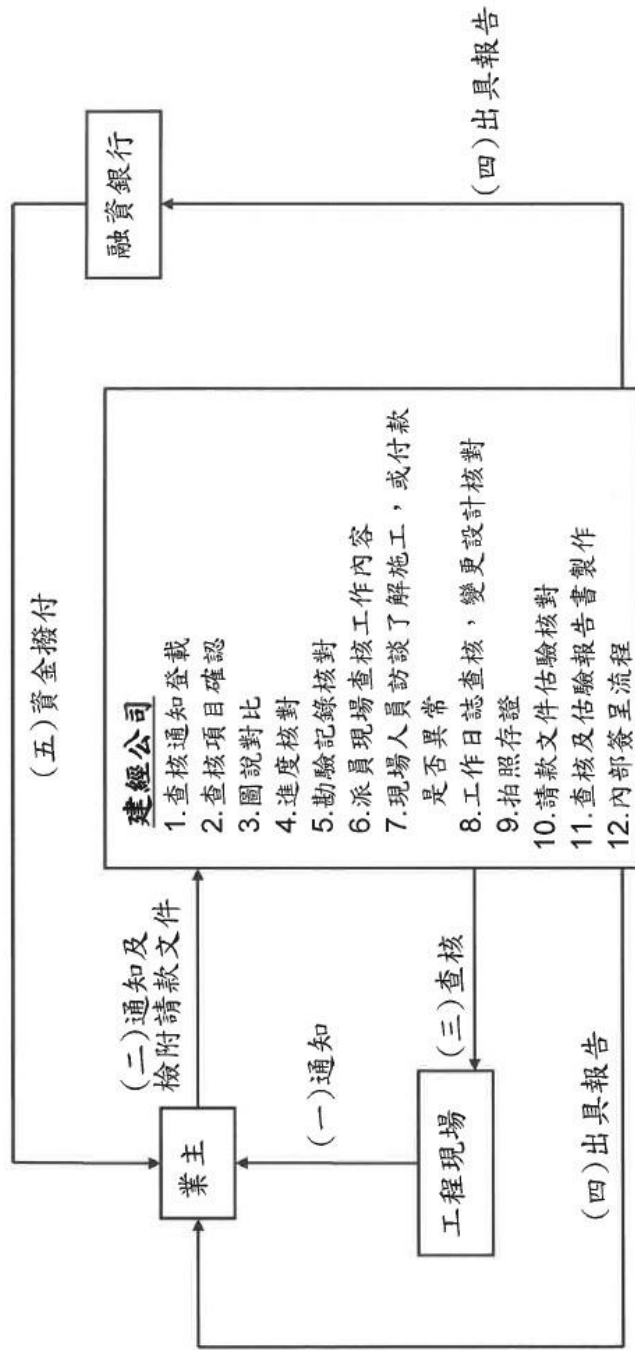 (五)資金撥付
融資銀行
業主
(二)通知及
檢附請款文件
建經公司
1.查核通知登載
2.查核項目確認
3.圖說對比
4.進度核對
5.勘驗記錄核對
6.派員現場查核工作內容
7.現場人員訪談了解施工，或付款
是否異常
8.工作日誌查核，變更設計核對
9.拍照存證
10.請款文件估驗核對
11.查核及估驗報告書製作
12.內部簽呈流程
(一)通知
(三)查核
工程現場
(四)出具報告
(四)出具報告